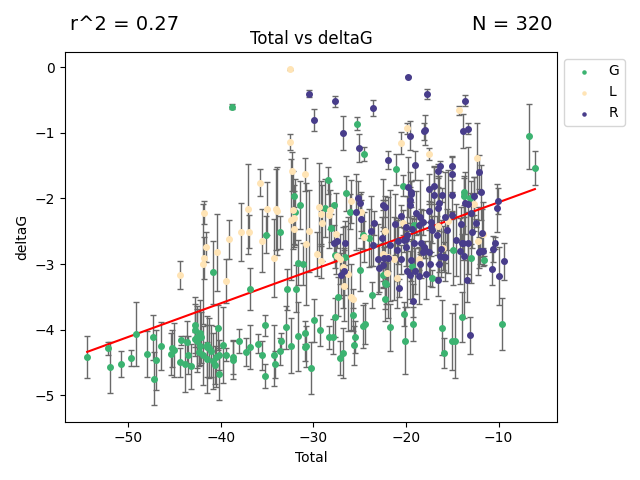 r^2 = 0.27
N = 320
Total vs deltaG
G
L
R
deltaG
0
−1
−2
−3
−4
−5
−50 −40 −30 −20 −10
Total